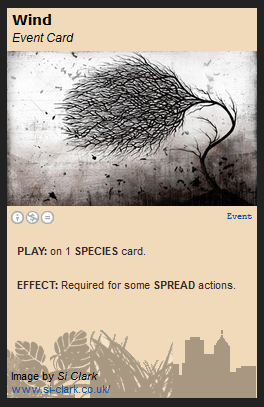 Wind
Event Card
Event
PLAY: on 1 SPECIES card.
EFFECT: Required for some SPREAD actions.
Image by Si Clark
www.si-clark.co.uk/